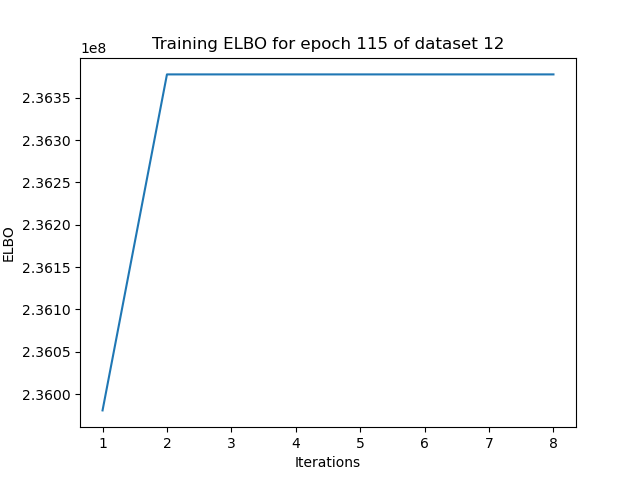 Training ELBO for epoch 115 of dataset 12
1e8
2.3635
2.3630
2.3625
2.3620
2.3615
2.3610
2.3605
2.3600
ELBO
1 2 3 4 5 6 7 8
Iterations